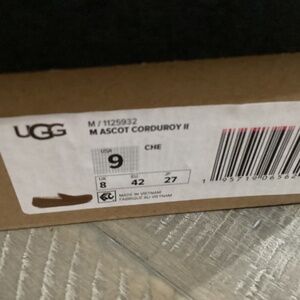 UGG
M / 1125932
M ASCOT CORDUROY II
USA
9
CHE
UK EU JP
8 42 27
MADE IN VIETNAM
FABRIQUÉ AU VIETNAM